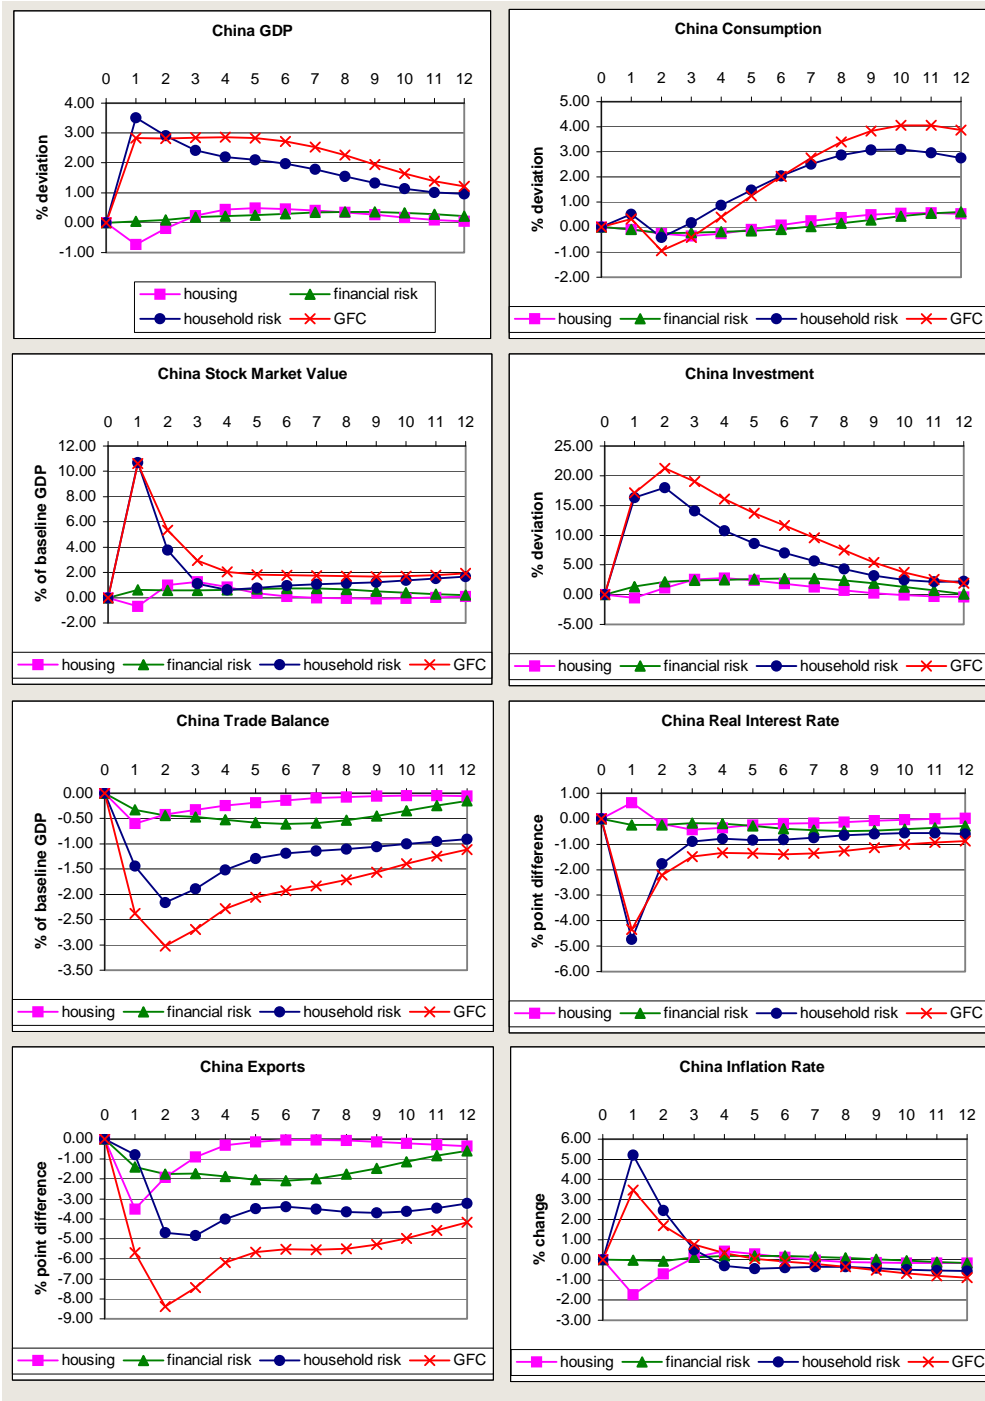 China GDP
0 1 2 3 4 5 6 7 8 9 10 11 12
4.00
3.00
2.00
1.00
0.00
-1.00
% deviation
housing financial risk
household risk GFC
China Consumption
0 1 2 3 4 5 6 7 8 9 10 11 12
5.00
4.00
3.00
2.00
1.00
0.00
-1.00
-2.00
% deviation
housing financial risk household risk GFC
China Stock Market Value
0 1 2 3 4 5 6 7 8 9 10 11 12
12.00
10.00
8.00
6.00
4.00
2.00
0.00
-2.00
% of baseline GDP
housing financial risk household risk GFC
China Investment
0 1 2 3 4 5 6 7 8 9 10 11 12
25.00
20.00
15.00
10.00
5.00
0.00
-5.00
% deviation
housing financial risk household risk GFC
China Trade Balance
0 1 2 3 4 5 6 7 8 9 10 11 12
0.00
-0.50
-1.00
-1.50
-2.00
-2.50
-3.00
-3.50
% of baseline GDP
housing financial risk household risk GFC
China Real Interest Rate
0 1 2 3 4 5 6 7 8 9 10 11 12
1.00
0.00
-1.00
-2.00
-3.00
-4.00
-5.00
-6.00
% point difference
housing financial risk household risk GFC
China Exports
0 1 2 3 4 5 6 7 8 9 10 11 12
0.00
-1.00
-2.00
-3.00
-4.00
-5.00
-6.00
-7.00
-8.00
-9.00
% point difference
housing financial risk household risk GFC
China Inflation Rate
0 1 2 3 4 5 6 7 8 9 10 11 12
6.00
5.00
4.00
3.00
2.00
1.00
0.00
-1.00
-2.00
-3.00
% change
housing financial risk household risk GFC